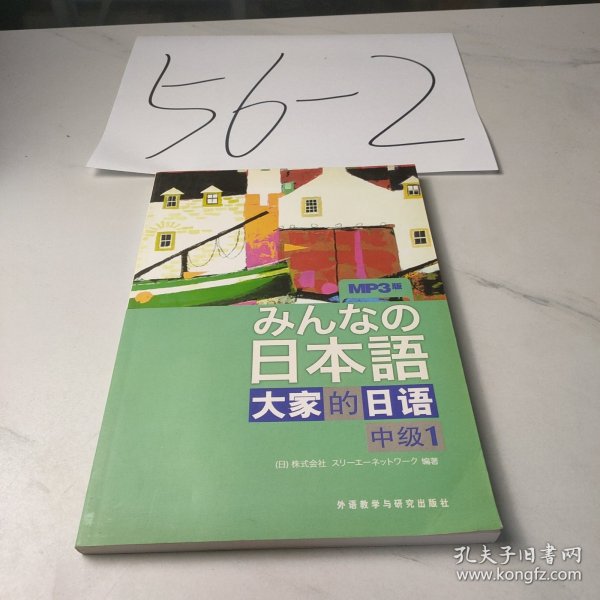 56-2
MP3版
みんなの
日本語
大家的日语
中级1
(日) 株式会社 スリーエーネットワーク 编著
外语教学与研究出版社
孔夫子旧书网
www.kongfz.com